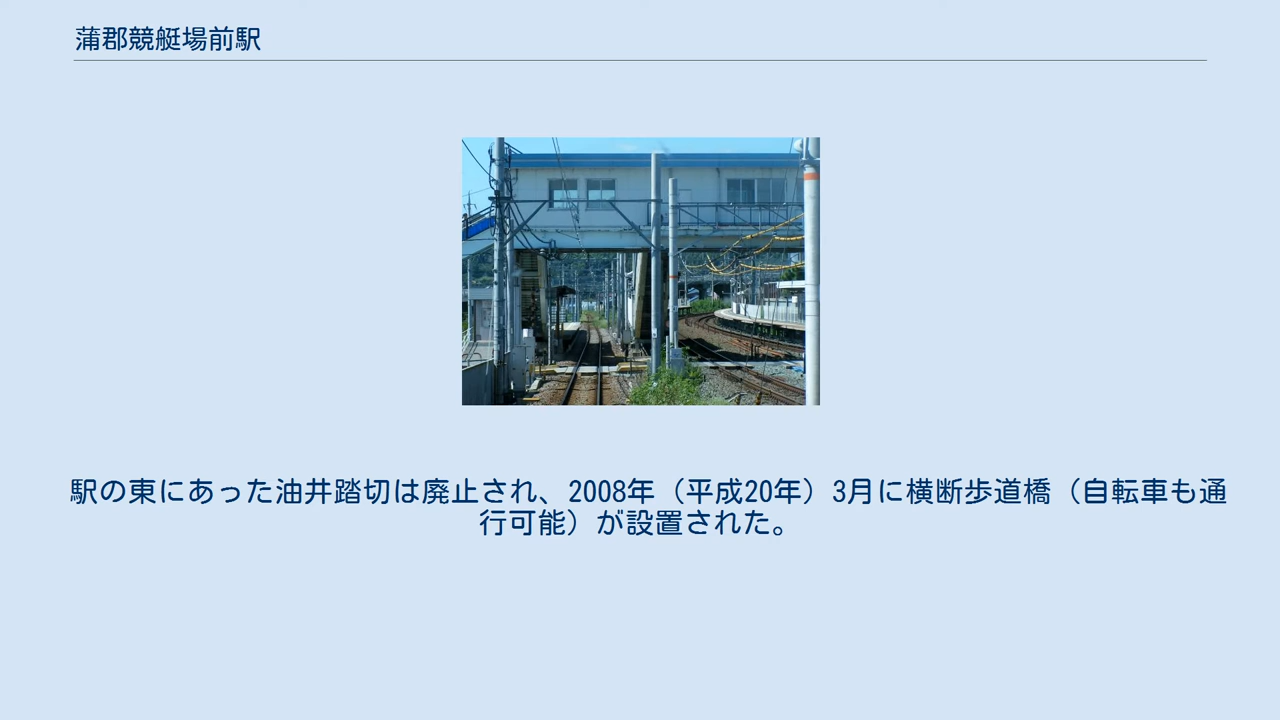 蒲郡競艇場前駅
駅の東にあった油井踏切は廃止され、2008年（平成20年）3月に横断歩道橋（自転車も通
行可能）が設置された。